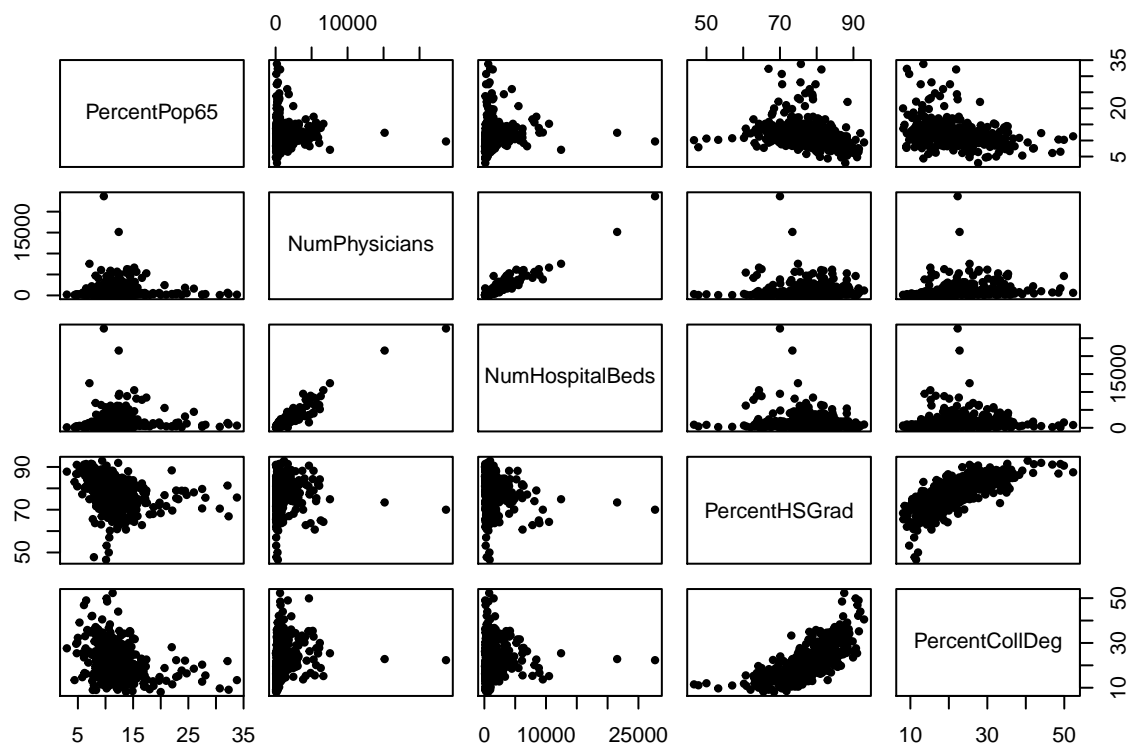 0 10000
50 70 90
PercentPop65
5 20 35
0 15000
NumPhysicians
NumHospitalBeds
0 15000
50 70 90
PercentHSGrad
PercentCollDeg
10 30 50
5 15 25 35
0 10000 25000
10 30 50